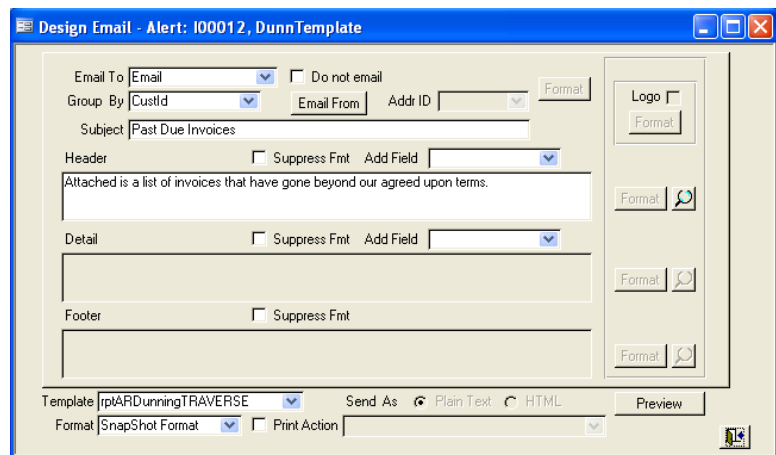 Design Email - Alert: I00012, DunnTemplate
Email To Email Do not email
Group By CustId Email From Addr ID Format
Logo
Format
Subject Past Due Invoices
Header Suppress Fmt Add Field
Attached is a list of invoices that have gone beyond our agreed upon terms.
Format
Detail Suppress Fmt Add Field
Format
Footer Suppress Fmt
Format
Template rptARDunningTRAVERSE Send As Plain Text HTML Preview
Format SnapShot Format Print Action